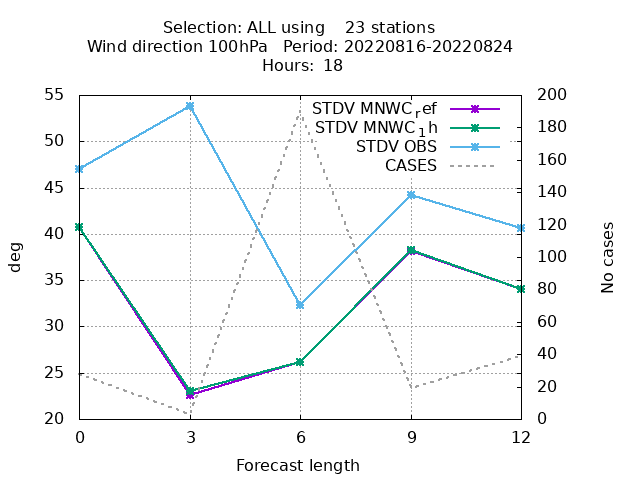 Selection: ALL using    23 stations
Wind direction 100hPa   Period: 20220816-20220824
Hours: 18
STDV MNWCref
STDV MNWC1h
STDV OBS
CASES
deg
55
50
45
40
35
30
25
20
200
180
160
140
120
100
80
60
40
20
0
No cases
0 3 6 9 12
Forecast length